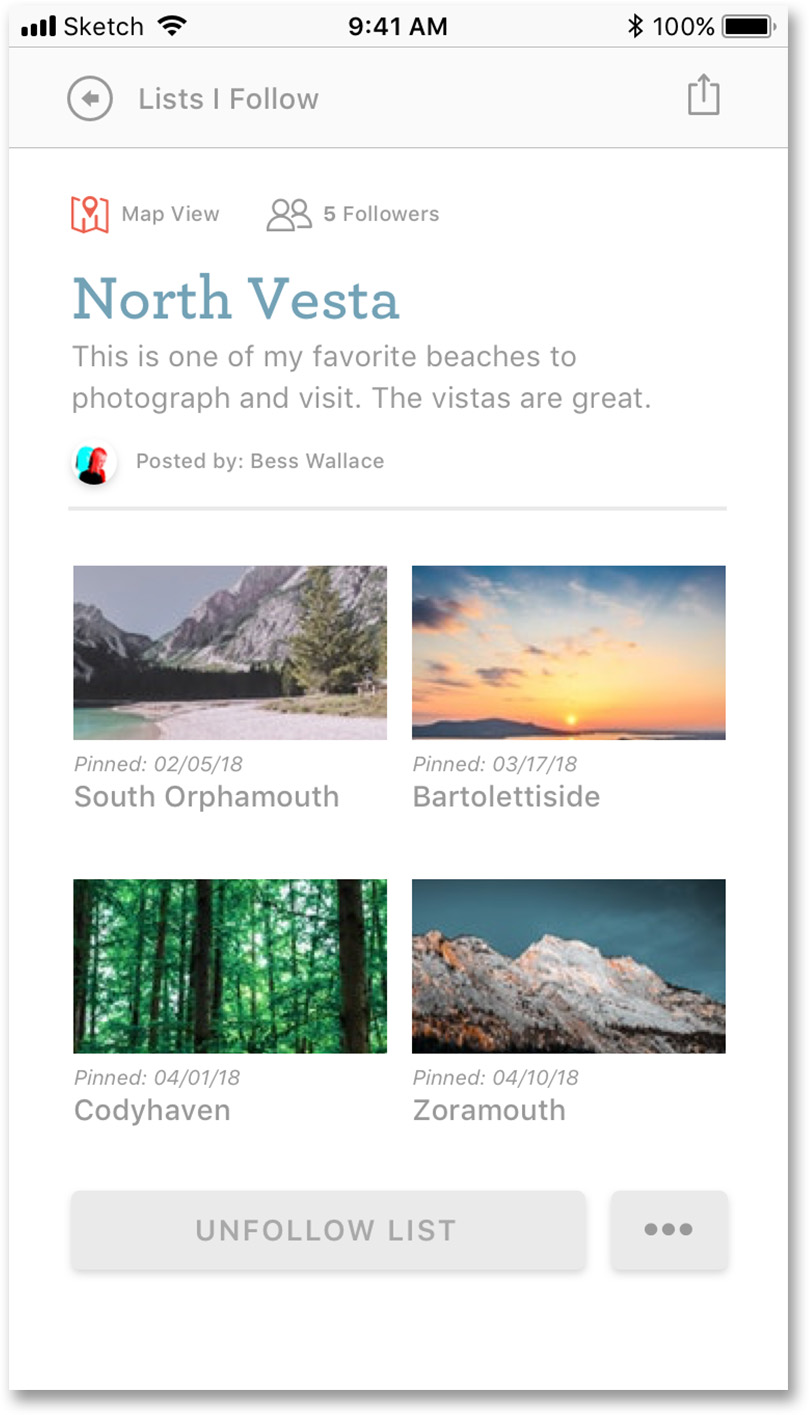 Sketch 9:41 AM 100%
Lists I Follow
Map View 5 Followers
North Vesta
This is one of my favorite beaches to
photograph and visit. The vistas are great.
Posted by: Bess Wallace
Pinned: 02/05/18
South Orphamouth
Pinned: 03/17/18
Bartolettiside
Pinned: 04/01/18
Codyhaven
Pinned: 04/10/18
Zoramouth
UNFOLLOW LIST